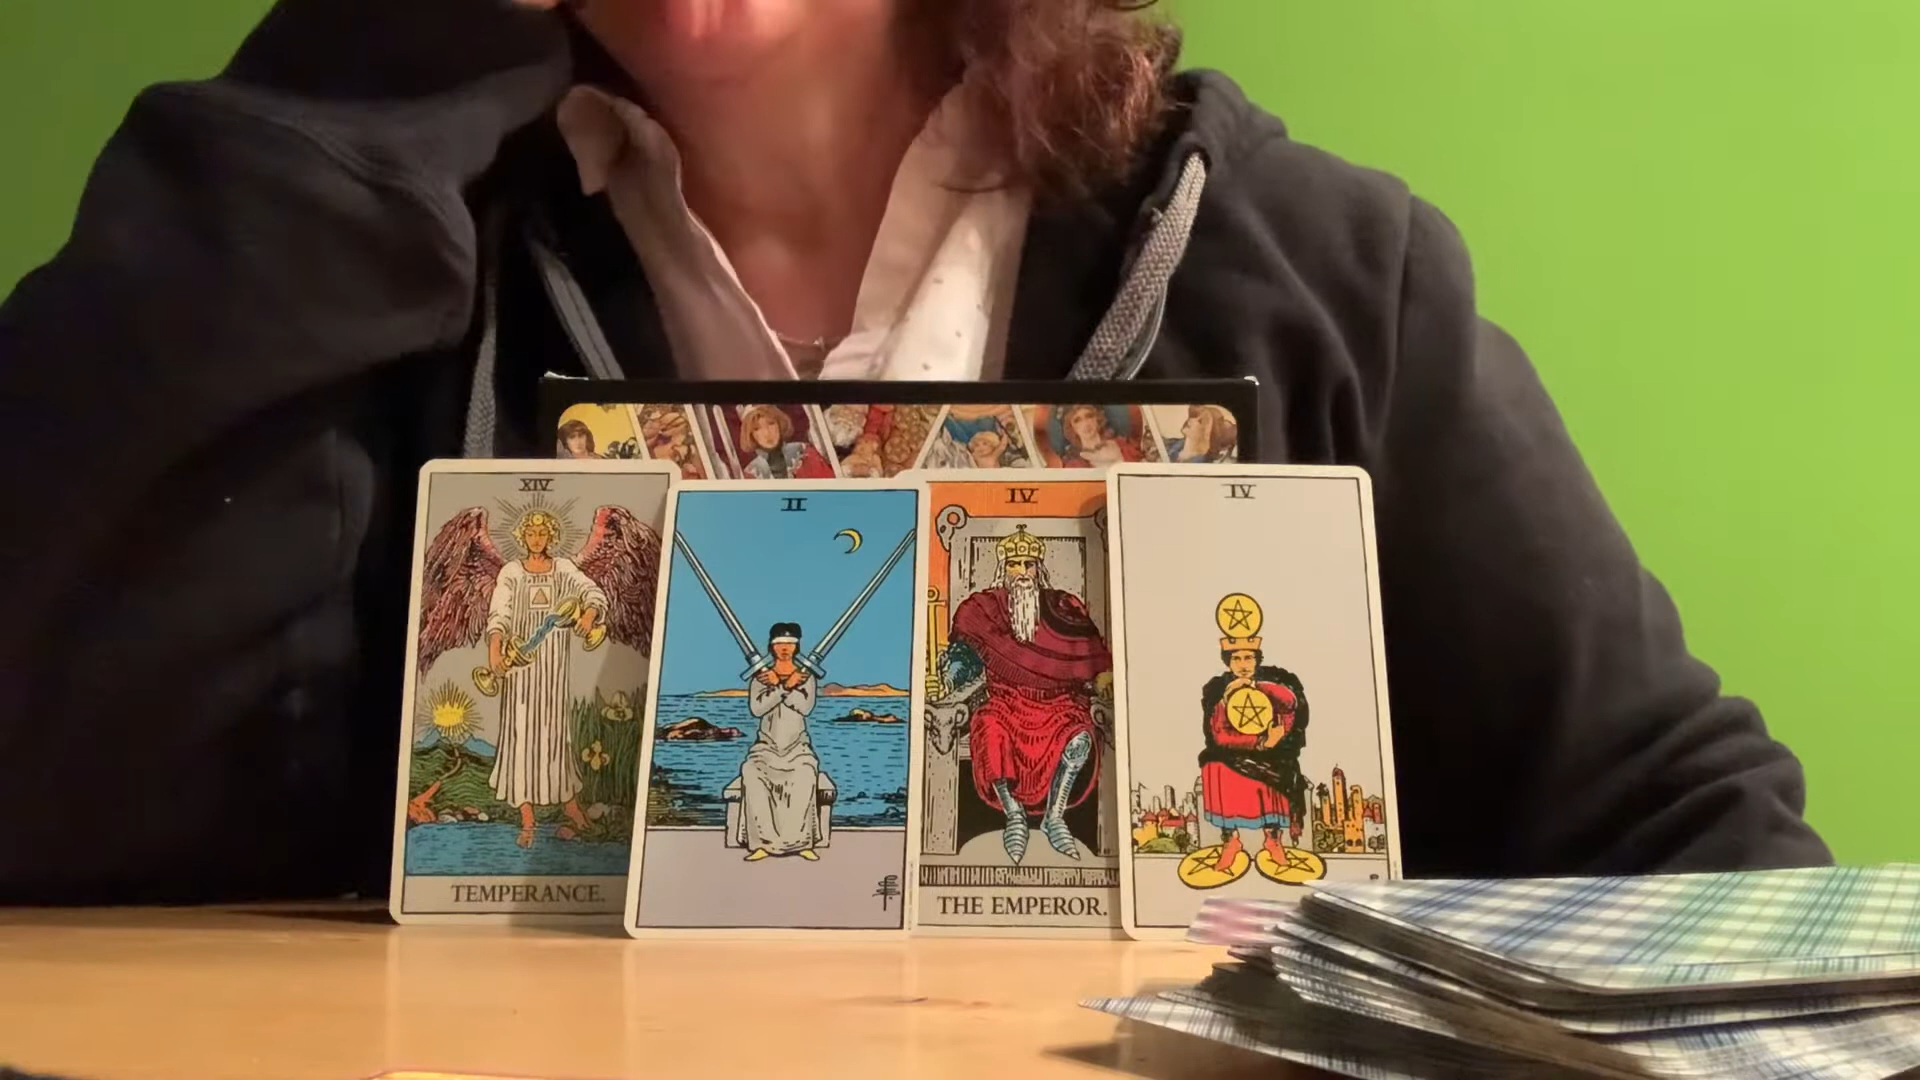 XIV
TEMPERANCE.
II
IV
THE EMPEROR.
IV